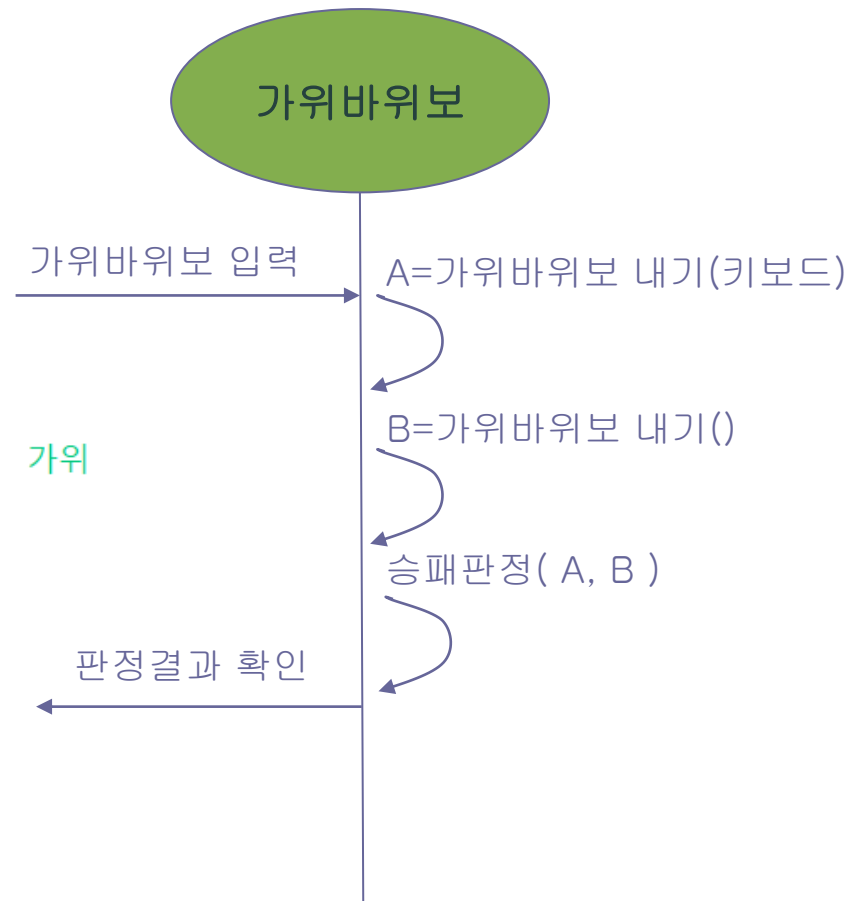 가위바위보
가위바위보 입력
A=가위바위보 내기(키보드)
B=가위바위보 내기()
가위
승패판정( A, B )
판정결과 확인